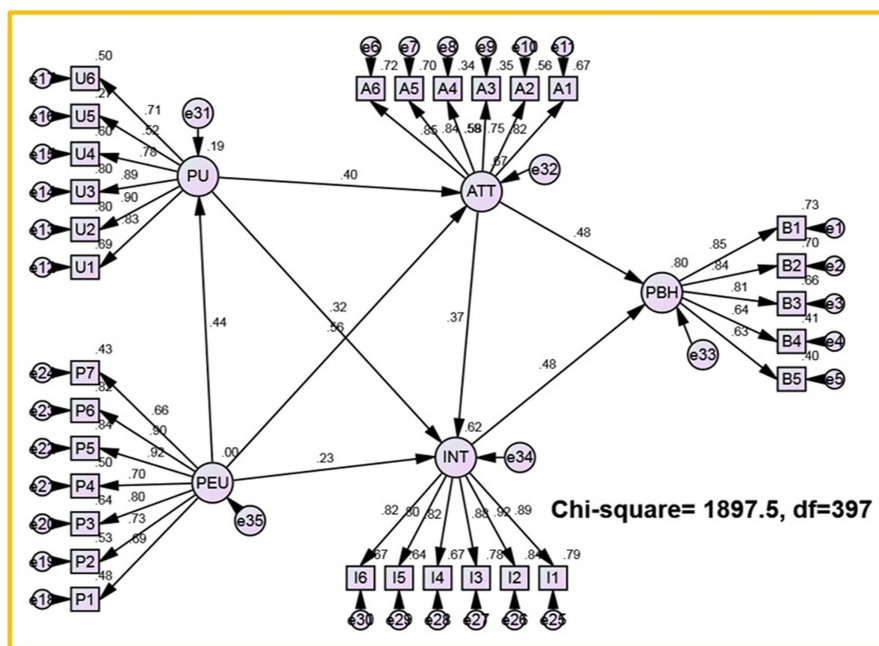 e6 e7 e8 e9 e10 e11
.72 .70 .34 .35 .56 .67
A6 A5 A4 A3 A2 A1
.85 .84 .58 .59 .75 .82
.67
ATT
e32
.50
e17 U6
.27
e16 U5
.60
e15 U4
.80
e14 U3
.80
e13 U2
.69
e12 U1
.71
.52
.78
.89
.90
.83
e31
.19
PU
.40
.48
.44
.32
.56
.37
.48
.80
PBH
e33
.85
.84
.81
.64
.63
.73
B1 e1
.70
B2 e2
.66
B3 e3
.41
B4 e4
.40
B5 e5
.43
e24 P7
.82
e23 P6
.84
e22 P5
.50
e21 P4
.64
e20 P3
.53
e19 P2
.48
e18 P1
.66
.90
.92
.70
.80
.73
.69
.00
PEU
e35
.23
.62
INT
e34
.82 .80 .82 .88 .92 .89
Chi-square= 1897.5, df=397
.67 .64 .67 .78 .84 .79
I6 I5 I4 I3 I2 I1
e30 e29 e28 e27 e26 e25